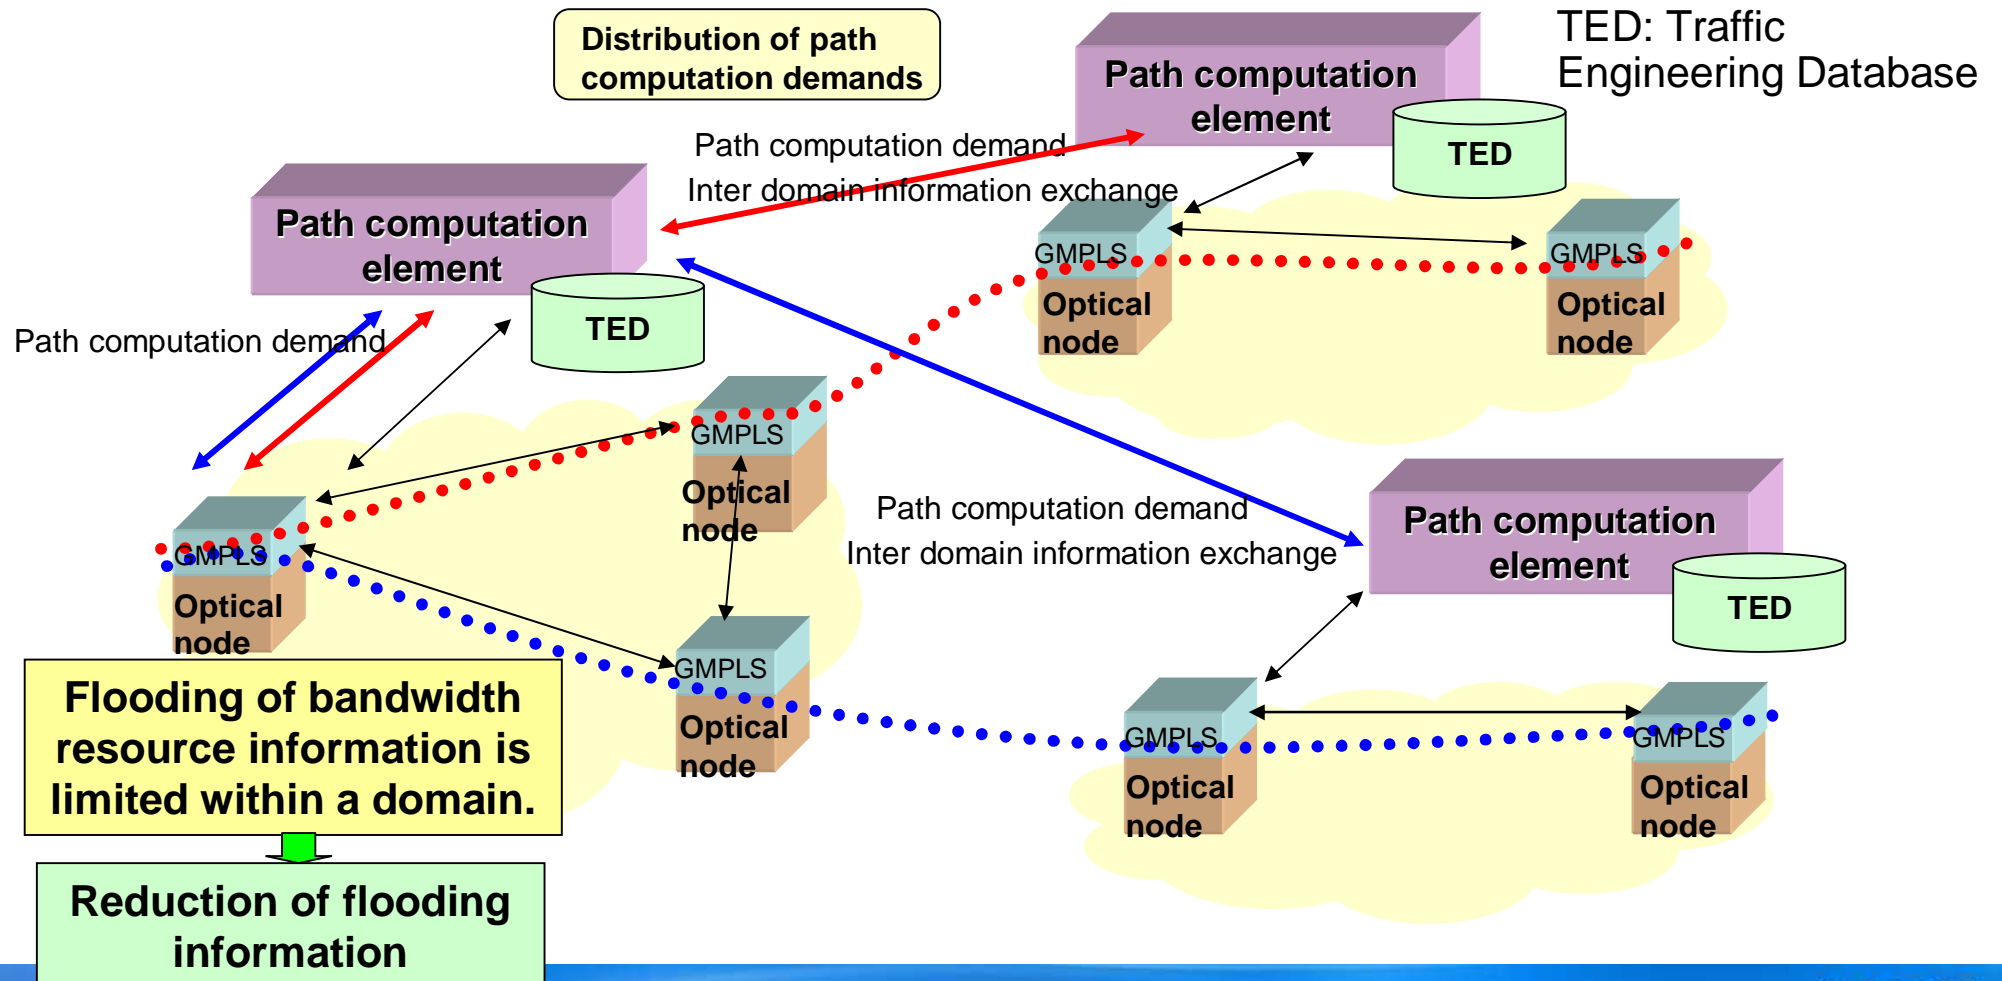 Distribution of path
computation demands
TED: Traffic
Engineering Database
Path computation
element
TED
Path computation demand
Inter domain information exchange
Path computation
element
TED
Path computation demand
GMPLS
Optical
node
GMPLS
Optical
node
GMPLS
Optical
node
GMPLS
Optical
node
GMPLS
Optical
node
Path computation demand
Inter domain information exchange
Path computation
element
TED
GMPLS
Optical
node
GMPLS
Optical
node
Flooding of bandwidth
resource information is
limited within a domain.
Reduction of flooding
information